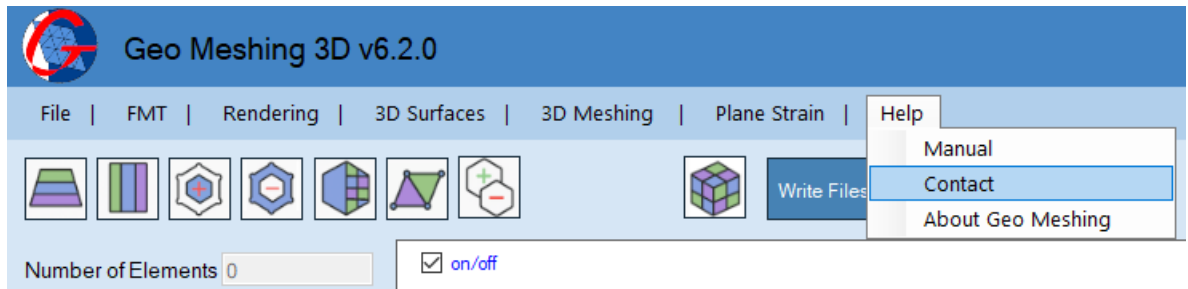 Geo Meshing 3D v6.2.0
File | FMT | Rendering | 3D Surfaces | 3D Meshing | Plane Strain | Help
Manual
Contact
About Geo Meshing
Write Files
Number of Elements 0
on/off